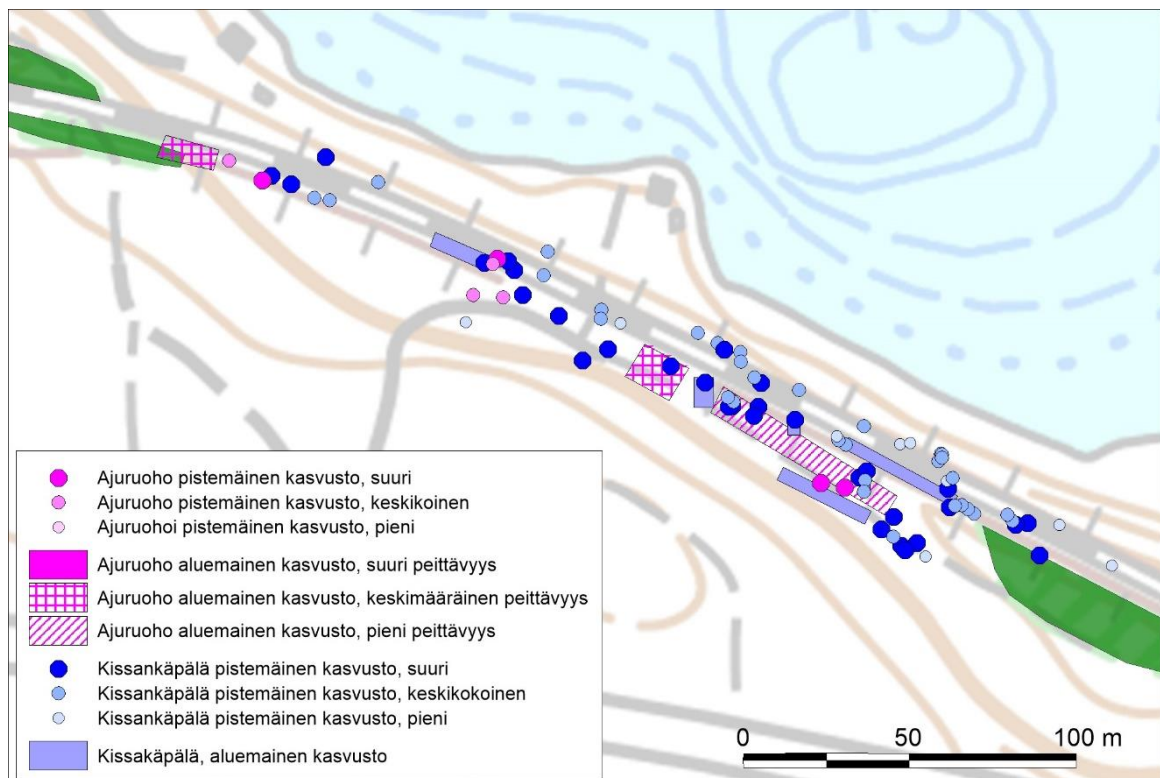 Ajuruoho pistemäinen kasvusto, suuri
Ajuruoho pistemäinen kasvusto, keskikoinen
Ajuruohoi pistemäinen kasvusto, pieni
Ajuruoho aluemainen kasvusto, suuri peittävyys
Ajuruoho aluemainen kasvusto, keskimääräinen peittävyys
Ajuruoho aluemainen kasvusto, pieni peittävyys
Kissankäpälä pistemäinen kasvusto, suuri
Kissankäpälä pistemäinen kasvusto, keskikokoinen
Kissankäpälä pistemäinen kasvusto, pieni
Kissakäpälä, aluemainen kasvusto
0 50 100 m